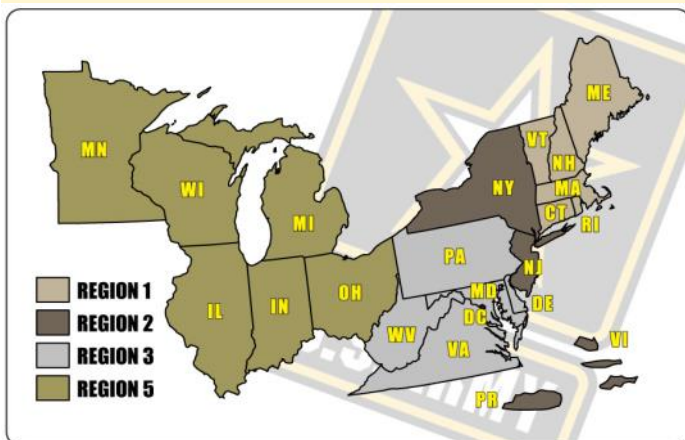 ME
VT
NH
MN
WI
NY
MA
CT
RI
MI
PA
NJ
OH
MD
DE
IL
IN
DC
WV
VA
VI
PR
REGION 1
REGION 2
REGION 3
REGION 5
U.S. ARMY